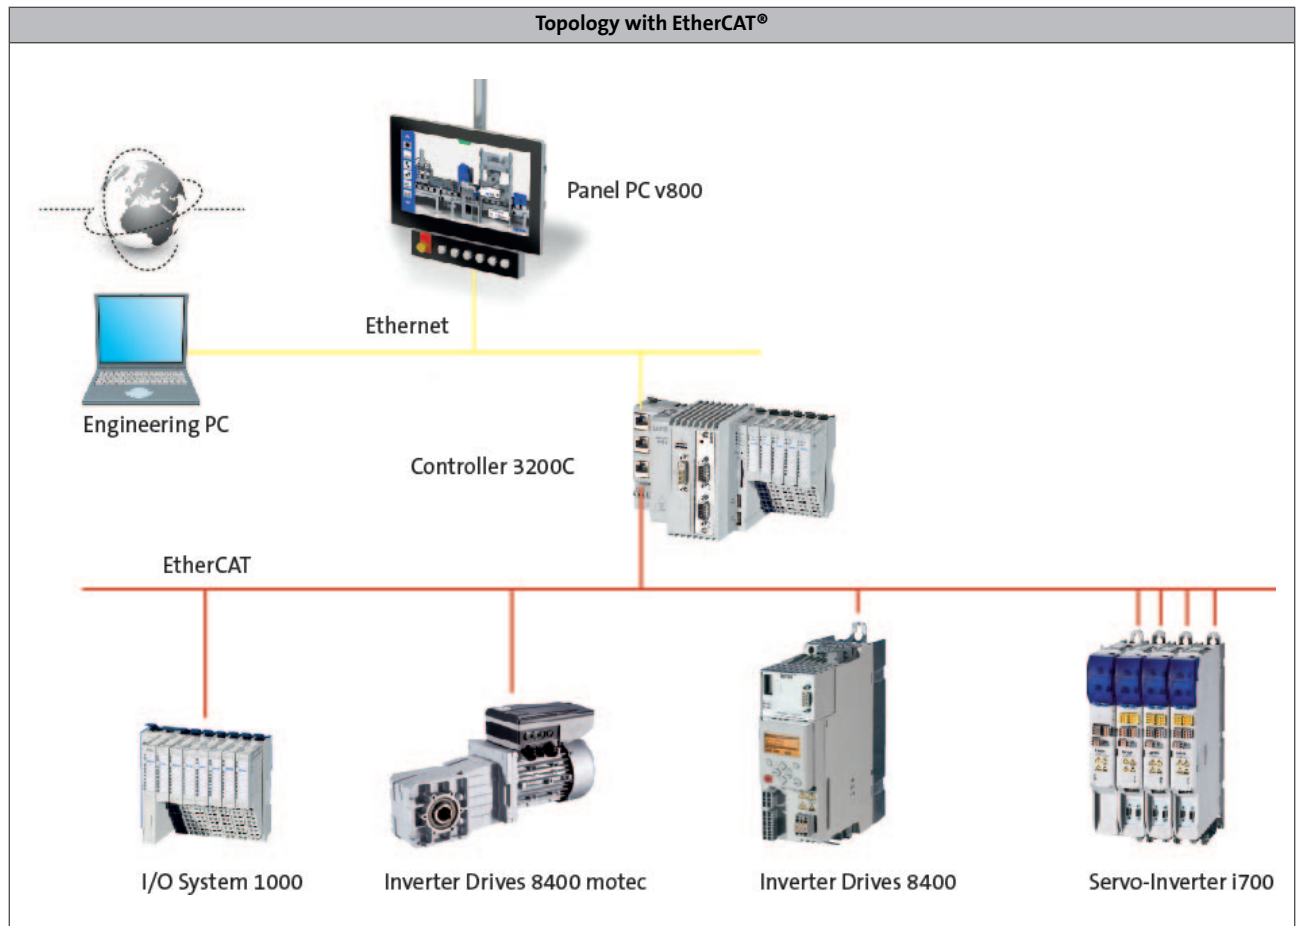 Topology with EtherCAT®
Panel PC v800
Ethernet
Engineering PC
Controller 3200C
EtherCAT
I/O System 1000
Inverter Drives 8400 motec
Inverter Drives 8400
Servo-Inverter i700